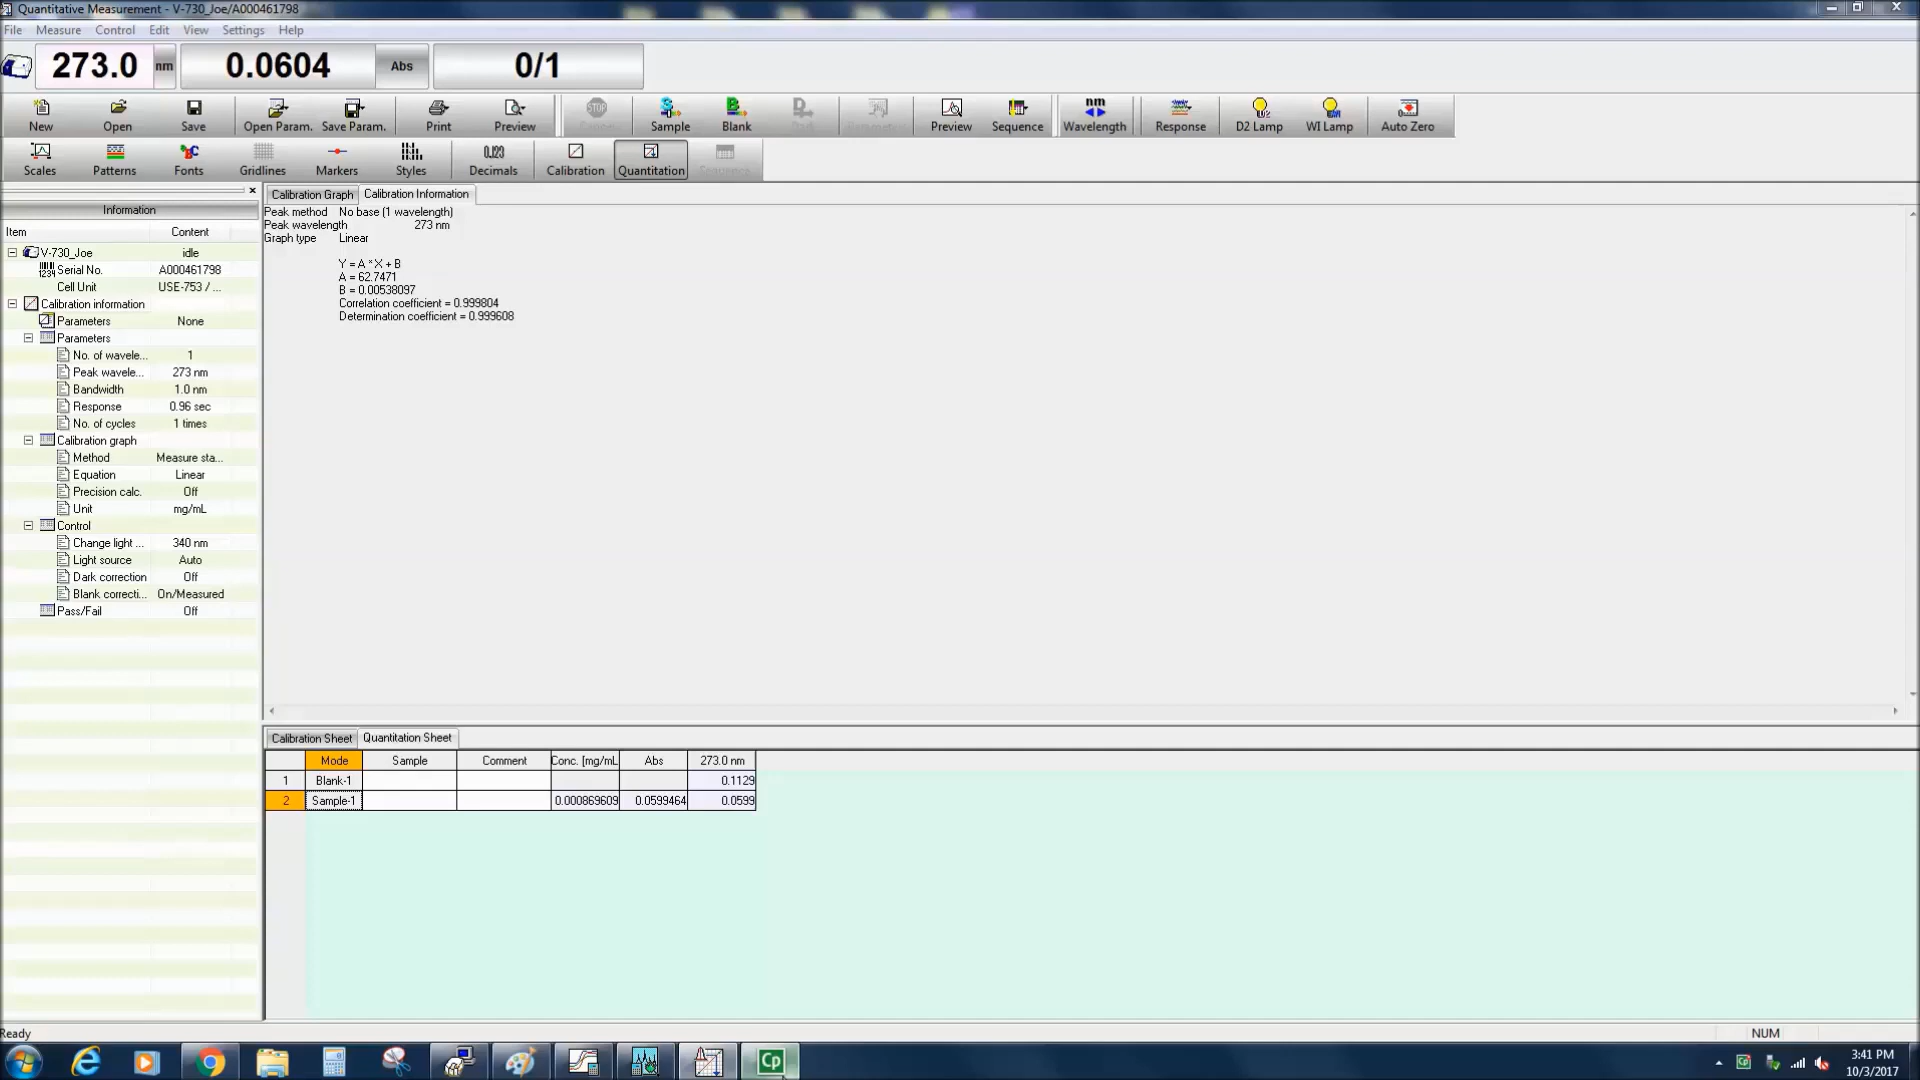 Quantitative Measurement - V-730_Joe/A000461798
File Measure Control Edit View Settings Help
273.0 nm 0.0604 Abs 0/1
New Open Save Open Param. Save Param. Print Preview Sample Blank Preview Sequence Wavelength Response D2 Lamp WI Lamp Auto Zero
Scales Patterns Fonts Gridlines Markers Styles Decimals Calibration Quantitation
Information
Item Content
V-730_Joe idle
Serial No. A000461798
Cell Unit USE-753 / ...
Calibration information
Parameters None
Parameters
No. of wavele... 1
Peak wavele... 273 nm
Bandwidth 1.0 nm
Response 0.96 sec
No. of cycles 1 times
Calibration graph
Method Measure sta...
Equation Linear
Precision calc. Off
Unit mg/mL
Control
Change light ... 340 nm
Light source Auto
Dark correction Off
Blank correcti... On/Measured
Pass/Fail Off
Calibration Graph Calibration Information
Peak method No base (1 wavelength)
Peak wavelength 273 nm
Graph type Linear
Y = A * X + B
A = 62.7471
B = 0.00538097
Correlation coefficient = 0.999804
Determination coefficient = 0.999608
Calibration Sheet Quantitation Sheet
Mode Sample Comment Conc. [mg/mL Abs 273.0 nm
1 Blank-1 0.1129
2 Sample-1 0.000869609 0.0599464 0.0599
Ready NUM
Cp
3:41 PM
10/3/2017